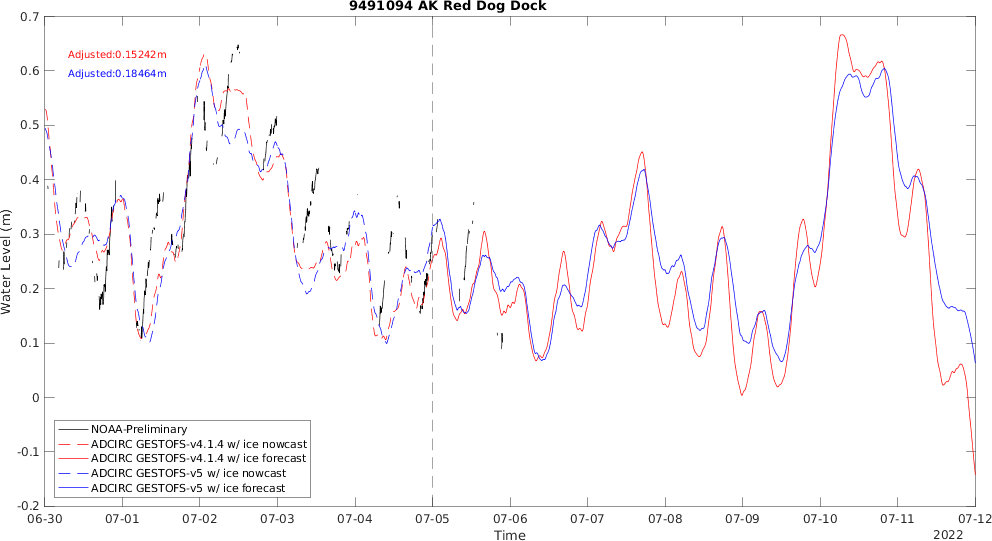 9491094 AK Red Dog Dock
Adjusted:0.15242m
Adjusted:0.18464m
Water Level (m)
0.7
0.6
0.5
0.4
0.3
0.2
0.1
0
-0.1
-0.2
NOAA-Preliminary
ADCIRC GESTOFS-v4.1.4 w/ ice nowcast
ADCIRC GESTOFS-v4.1.4 w/ ice forecast
ADCIRC GESTOFS-v5 w/ ice nowcast
ADCIRC GESTOFS-v5 w/ ice forecast
06-30 07-01 07-02 07-03 07-04 07-05 07-06 07-07 07-08 07-09 07-10 07-11 07-12
Time
2022